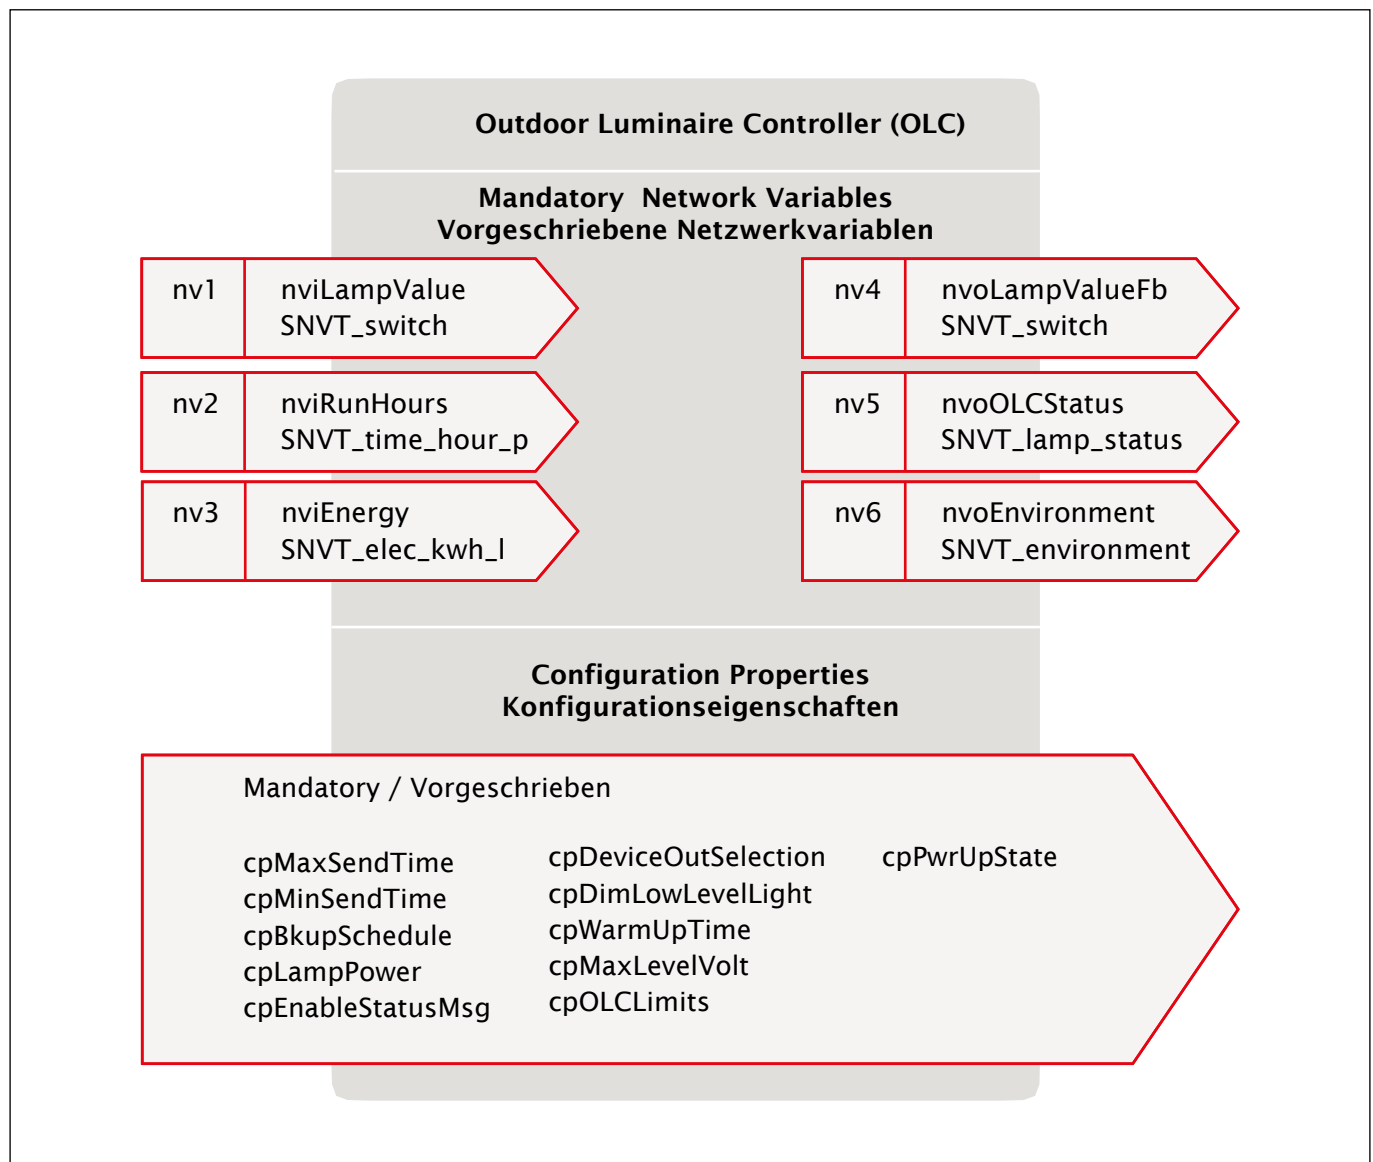 Outdoor Luminaire Controller (OLC)
Mandatory Network Variables
Vorgeschriebene Netzwerkvariablen
nv1
nviLampValue
SNVT_switch
nv2
nviRunHours
SNVT_time_hour_p
nv3
nviEnergy
SNVT_elec_kwh_l
nv4
nvoLampValueFb
SNVT_switch
nv5
nvoOLCStatus
SNVT_lamp_status
nv6
nvoEnvironment
SNVT_environment
Configuration Properties
Konfigurationseigenschaften
Mandatory / Vorgeschrieben
cpMaxSendTime
cpMinSendTime
cpBkupSchedule
cpLampPower
cpEnableStatusMsg
cpDeviceOutSelection
cpDimLowLevelLight
cpWarmUpTime
cpMaxLevelVolt
cpOLCLimits
cpPwrUpState